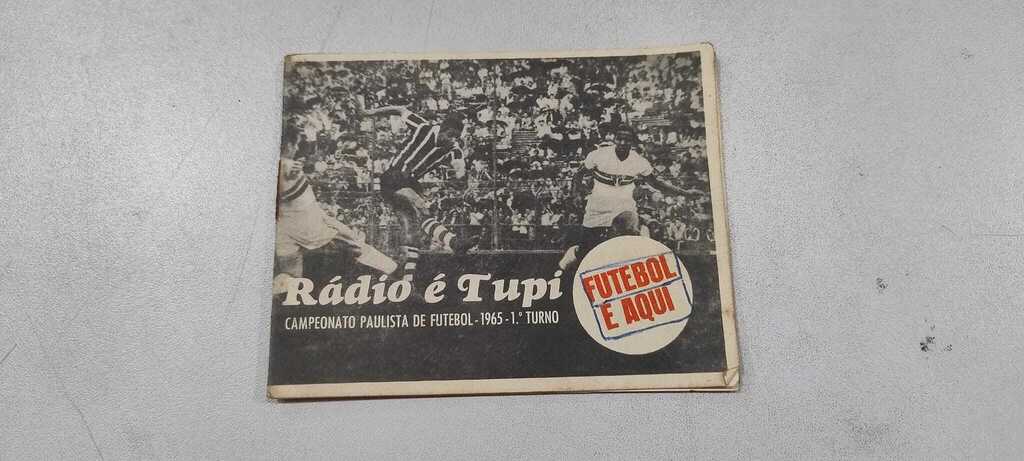 Rádio é Tupi
CAMPEONATO PAULISTA DE FUTEBOL - 1965 - 1.º TURNO
FUTEBOL
E AQUI